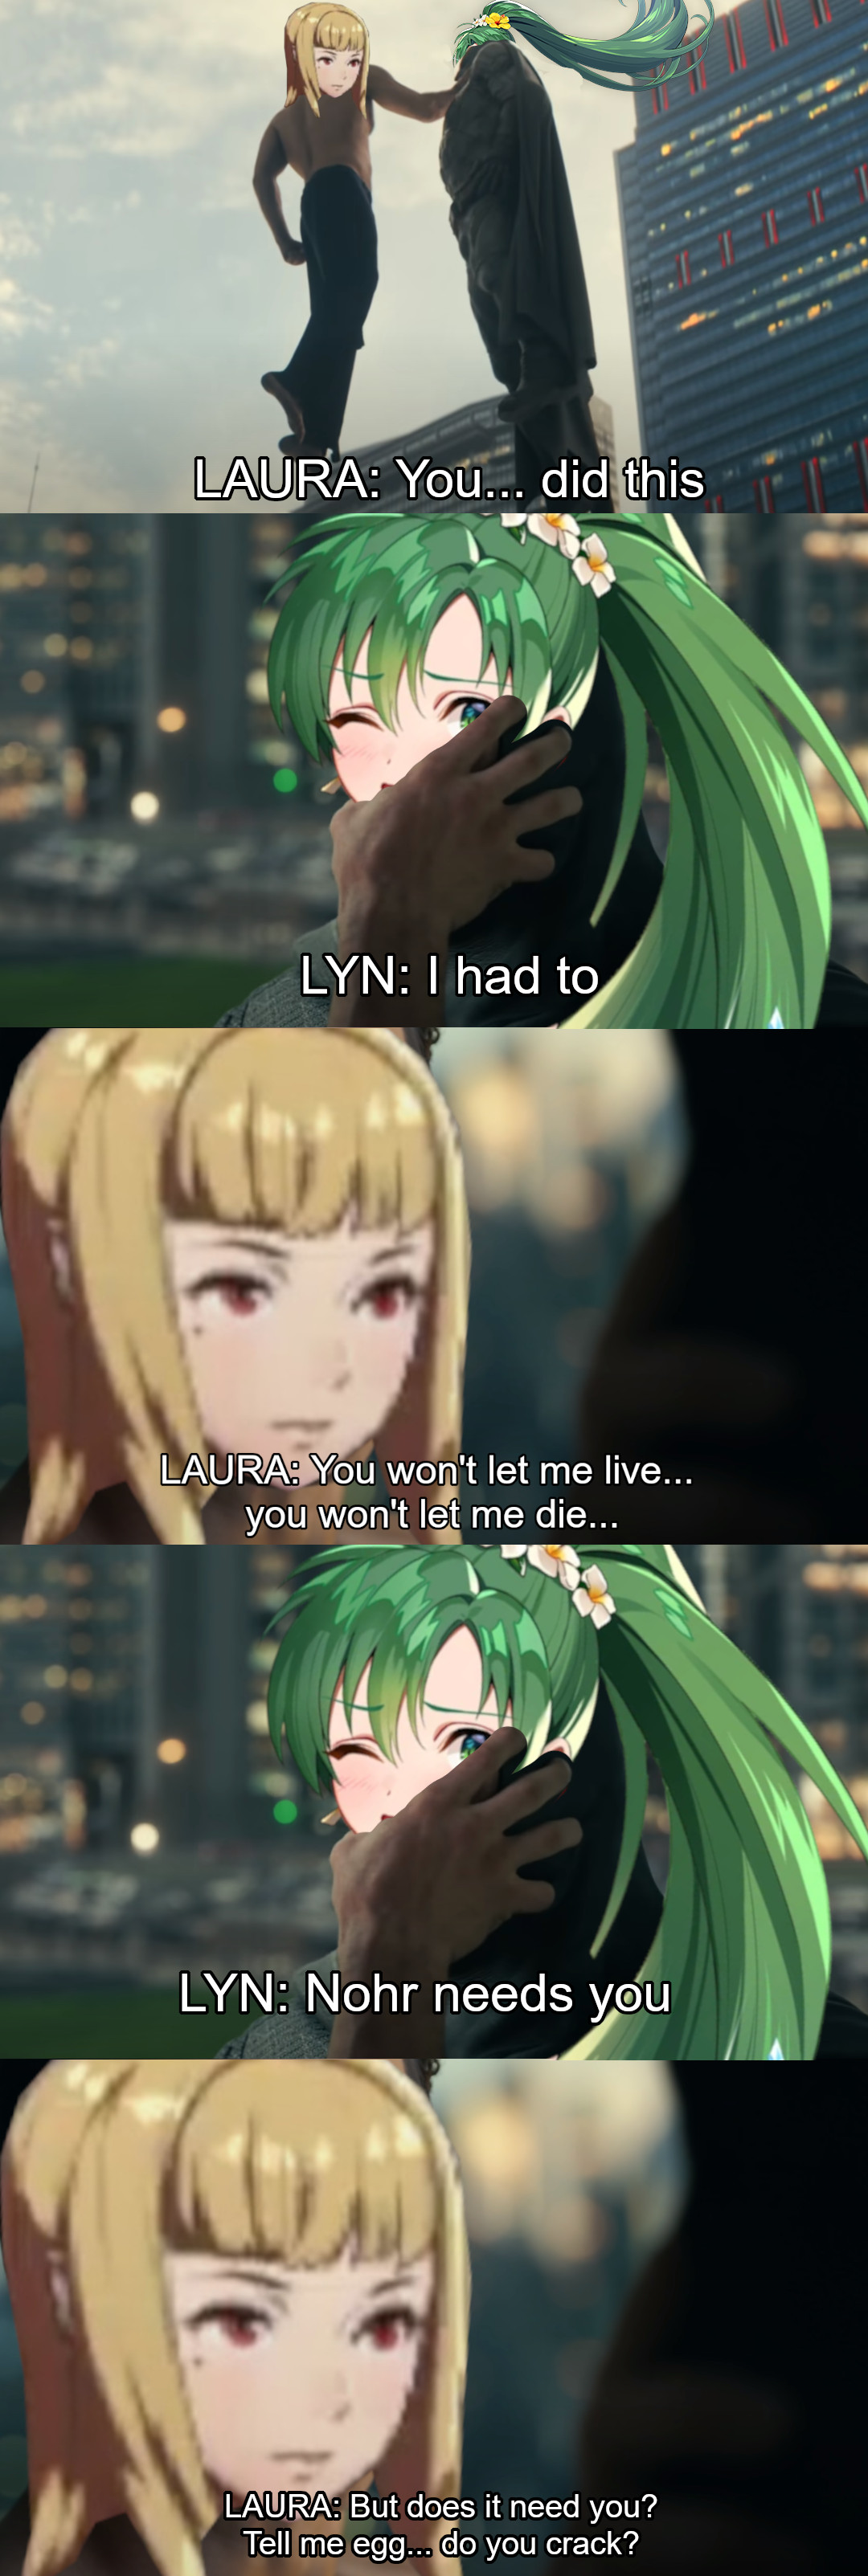 LAURA: You... did this
LYN: I had to
LAURA: You won't let me live...
you won't let me die...
LYN: Nohr needs you
LAURA: But does it need you?
Tell me egg... do you crack?